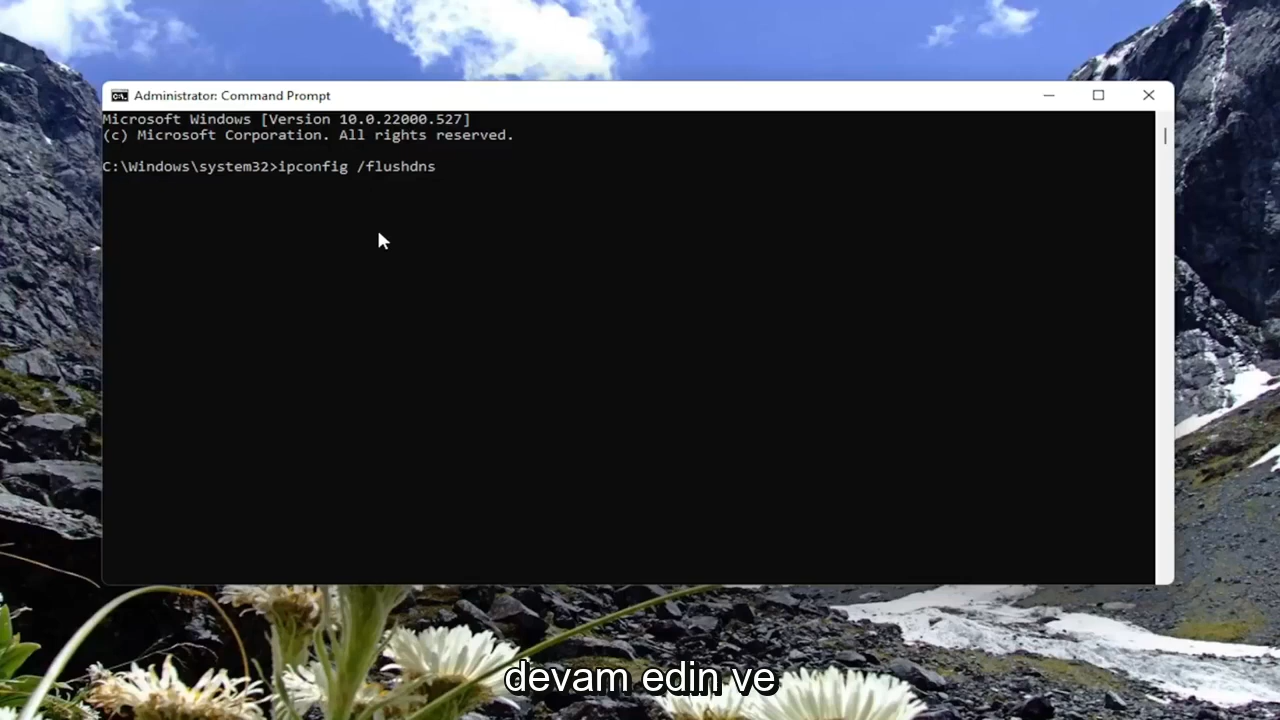 Administrator: Command Prompt
Microsoft Windows [Version 10.0.22000.527]
(c) Microsoft Corporation. All rights reserved.
C:\Windows\system32>ipconfig /flushdns
devam edin ve